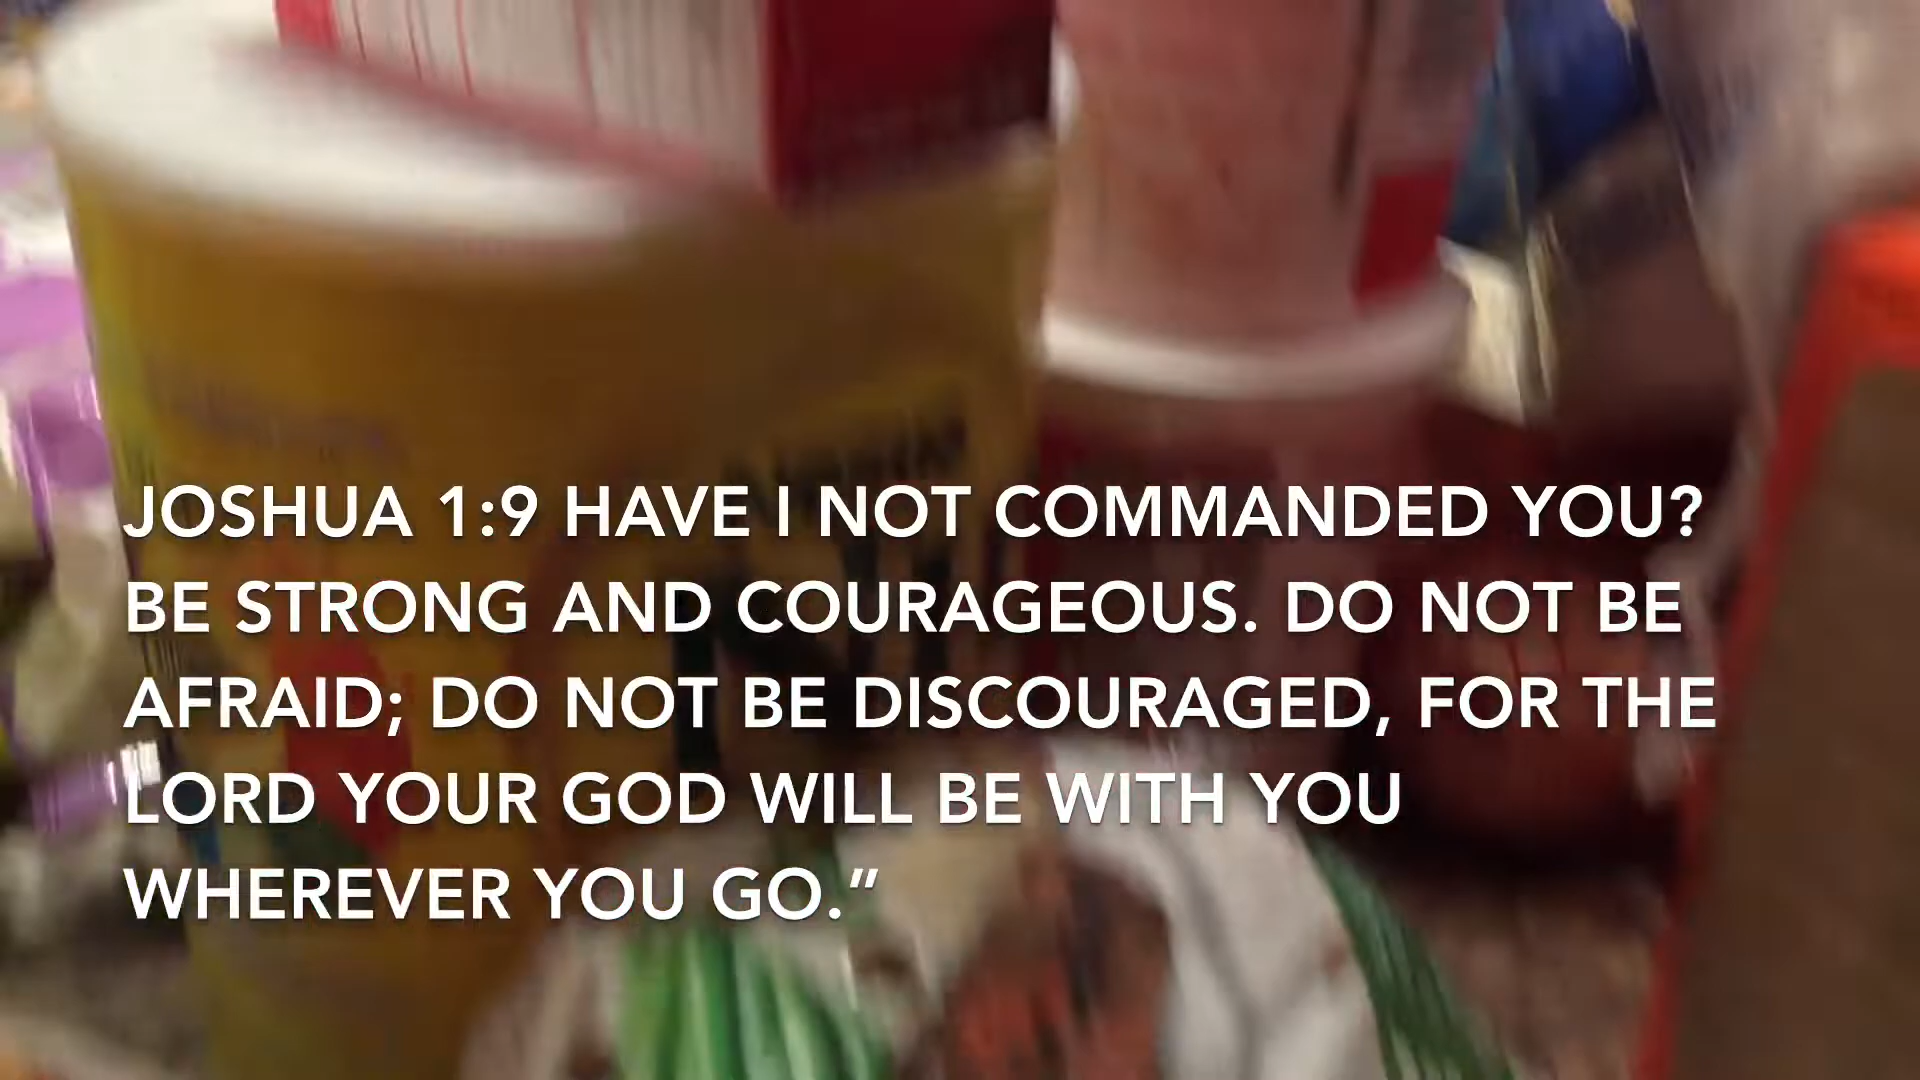 JOSHUA 1:9 HAVE I NOT COMMANDED YOU?
BE STRONG AND COURAGEOUS. DO NOT BE
AFRAID; DO NOT BE DISCOURAGED, FOR THE
LORD YOUR GOD WILL BE WITH YOU
WHEREVER YOU GO.”